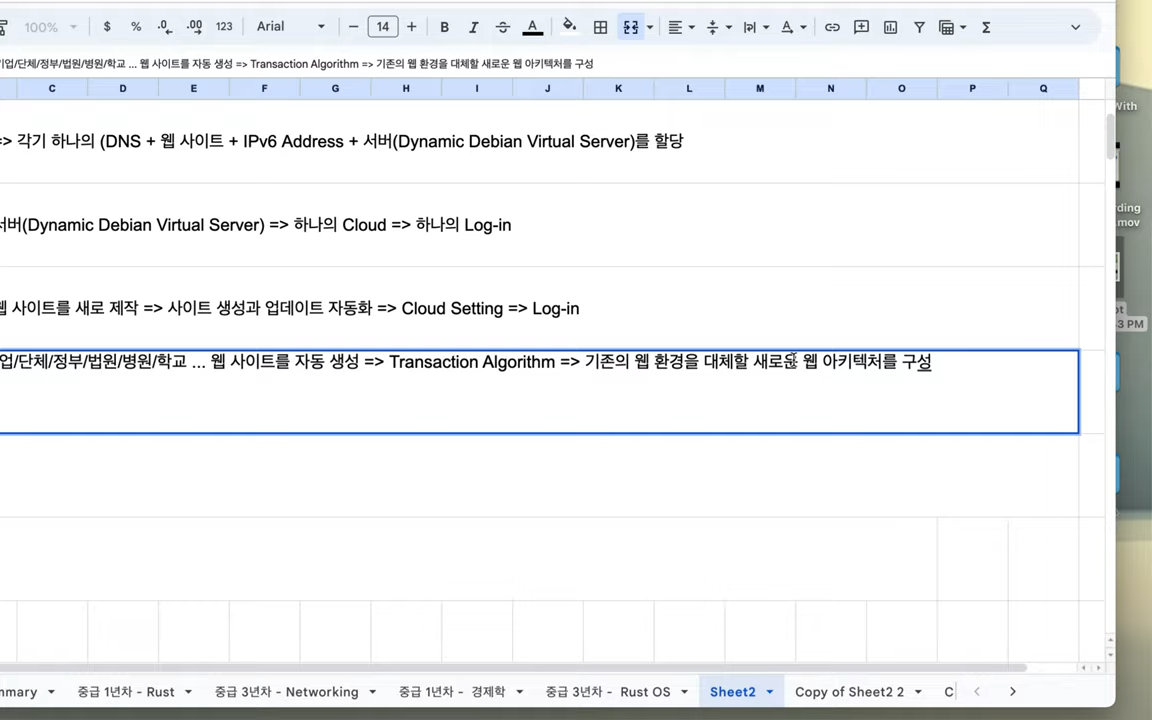 100% $ % .0 .00 123 Arial − 14 + B I A Σ
기업/단체/정부/법원/병원/학교 ... 웹 사이트를 자동 생성 => Transaction Algorithm => 기존의 웹 환경을 대체할 새로운 웹 아키텍처를 구성
C D E F G H I J K L M N O P Q
=> 각기 하나의 (DNS + 웹 사이트 + IPv6 Address + 서버(Dynamic Debian Virtual Server)를 할당
서버(Dynamic Debian Virtual Server) => 하나의 Cloud => 하나의 Log-in
웹 사이트를 새로 제작 => 사이트 생성과 업데이트 자동화 => Cloud Setting => Log-in
업/단체/정부/법원/병원/학교 ... 웹 사이트를 자동 생성 => Transaction Algorithm => 기존의 웹 환경을 대체할 새로운 웹 아키텍처를 구성
With
ding
.mov
ot
3 PM
mmary 중급 1년차 - Rust 중급 3년차 - Networking 중급 1년차 - 경제학 중급 3년차 - Rust OS Sheet2 Copy of Sheet2 2 C